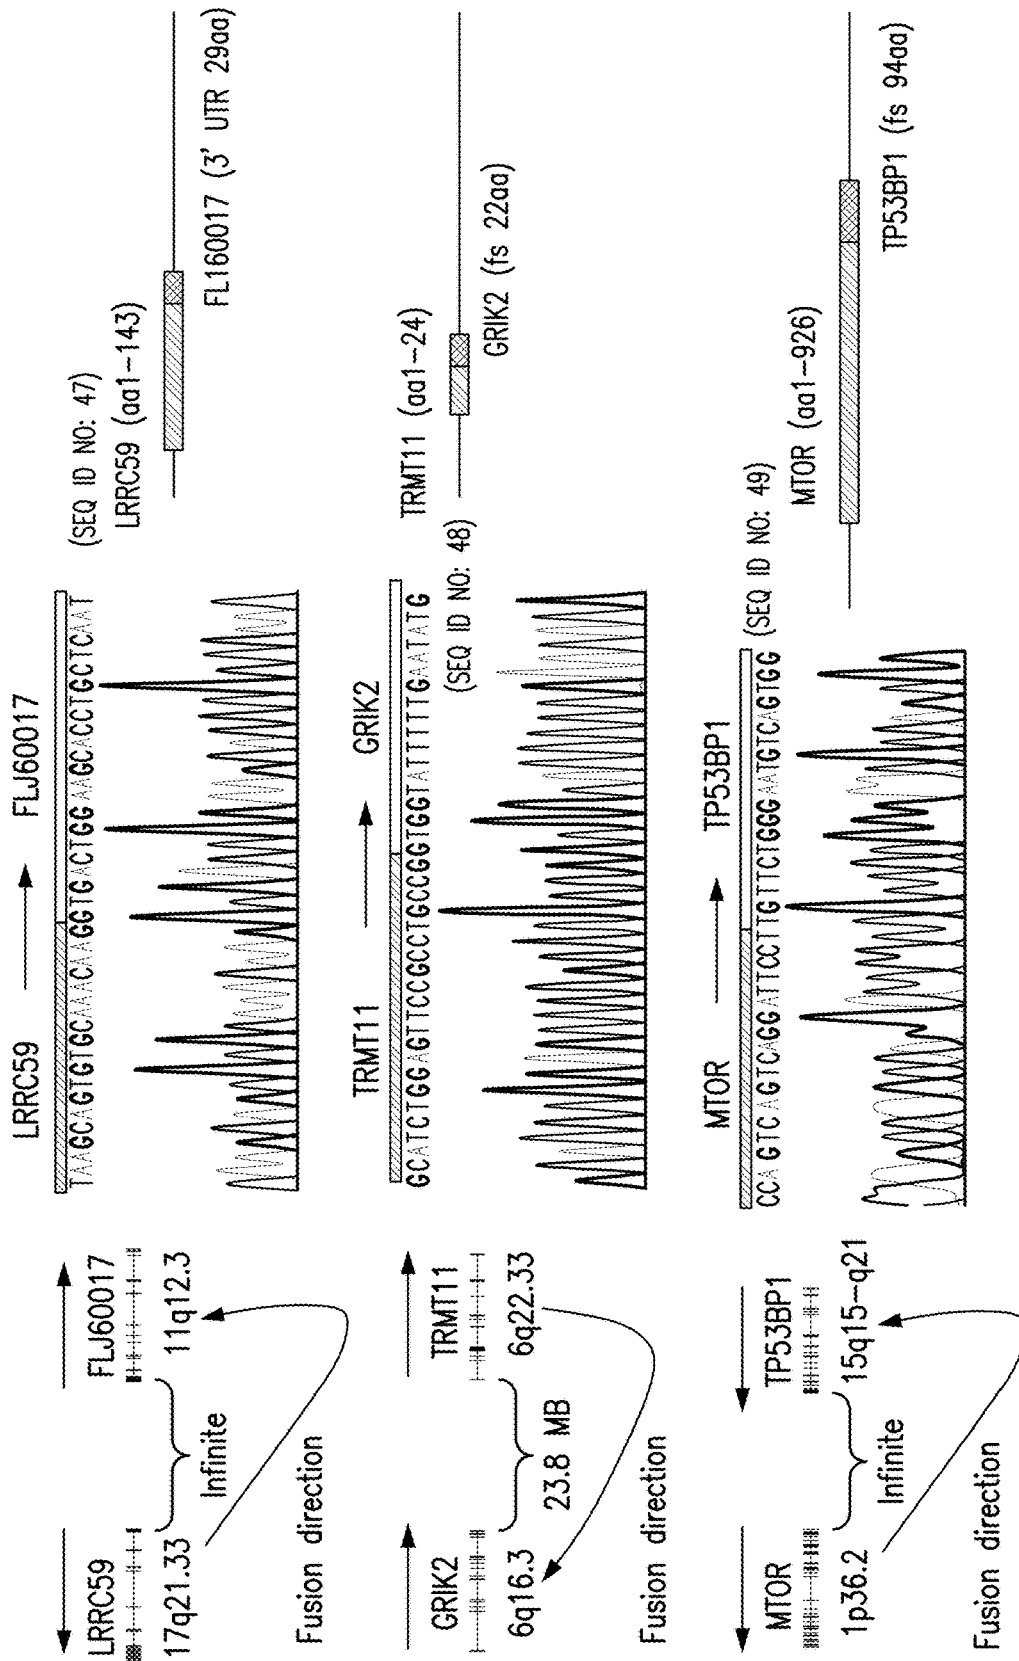 LRRC59
FLJ60017
17q21.33
11q12.3
Infinite
Fusion direction
LRRC59
FLJ60017
TAAGCAGTGTGCAAACAAGGTGACTGGAAGCACCTGCTCAAT
(SEQ ID NO: 47)
LRRC59 (aa1-143)
FL160017 (3' UTR 29aa)
GRIK2
TRMT11
6q16.3
6q22.33
23.8 MB
Fusion direction
TRMT11
GRIK2
GCATCTGGAGTTCCGCCTGCCGGTGGTATTTTTGAATATG
(SEQ ID NO: 48)
TRMT11 (aa1-24)
GRIK2 (fs 22aa)
MTOR
TP53BP1
1p36.2
15q15-q21
Infinite
Fusion direction
MTOR
TP53BP1
CCAGTCAGTCAGGATTCCTTGTTCTGGGAATGTCAGTGG
(SEQ ID NO: 49)
MTOR (aa1-926)
TP53BP1 (fs 94aa)